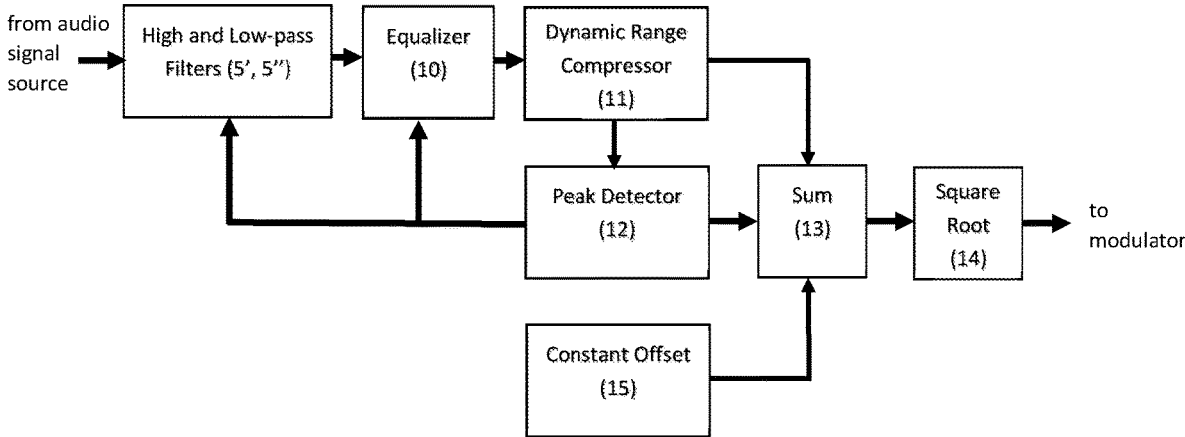 from audio
signal
source
High and Low-pass
Filters (5’, 5’’)
Equalizer
(10)
Dynamic Range
Compressor
(11)
Peak Detector
(12)
Sum
(13)
Square
Root
(14)
to
modulator
Constant Offset
(15)